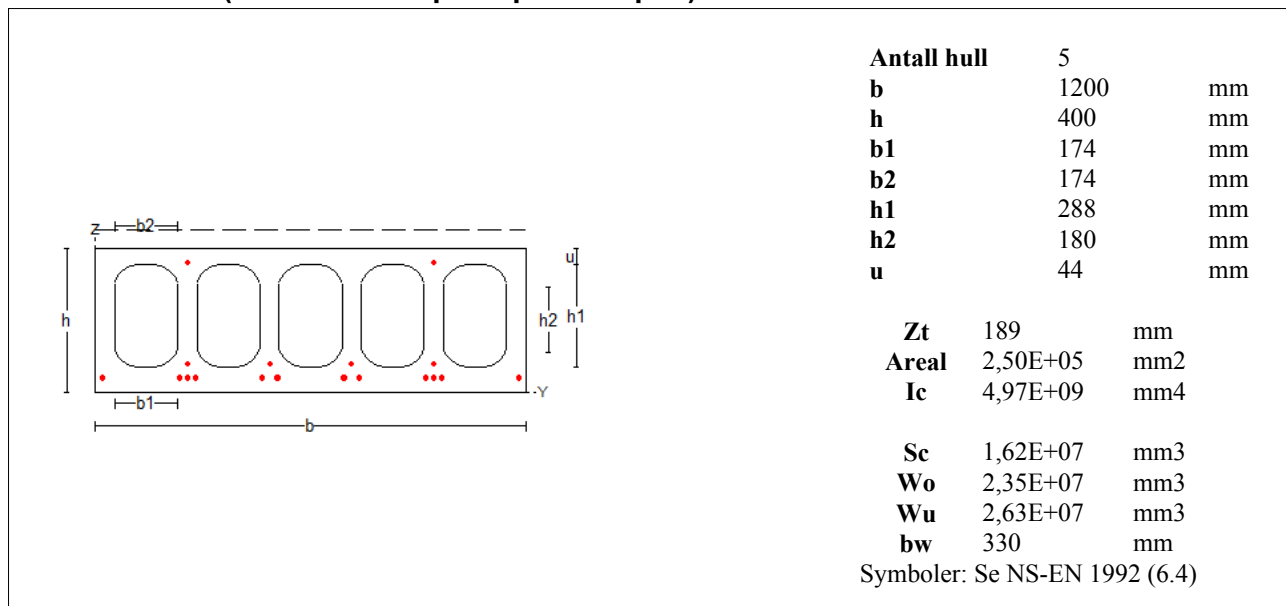 Antall hull 5
b 1200 mm
h 400 mm
b1 174 mm
b2 174 mm
h1 288 mm
h2 180 mm
u 44 mm
Zt 189 mm
Areal 2,50E+05 mm2
Ic 4,97E+09 mm4
Sc 1,62E+07 mm3
Wo 2,35E+07 mm3
Wu 2,63E+07 mm3
bw 330 mm
Symboler: Se NS-EN 1992 (6.4)
Z b2
u
h h2 h1
Y
b1
b